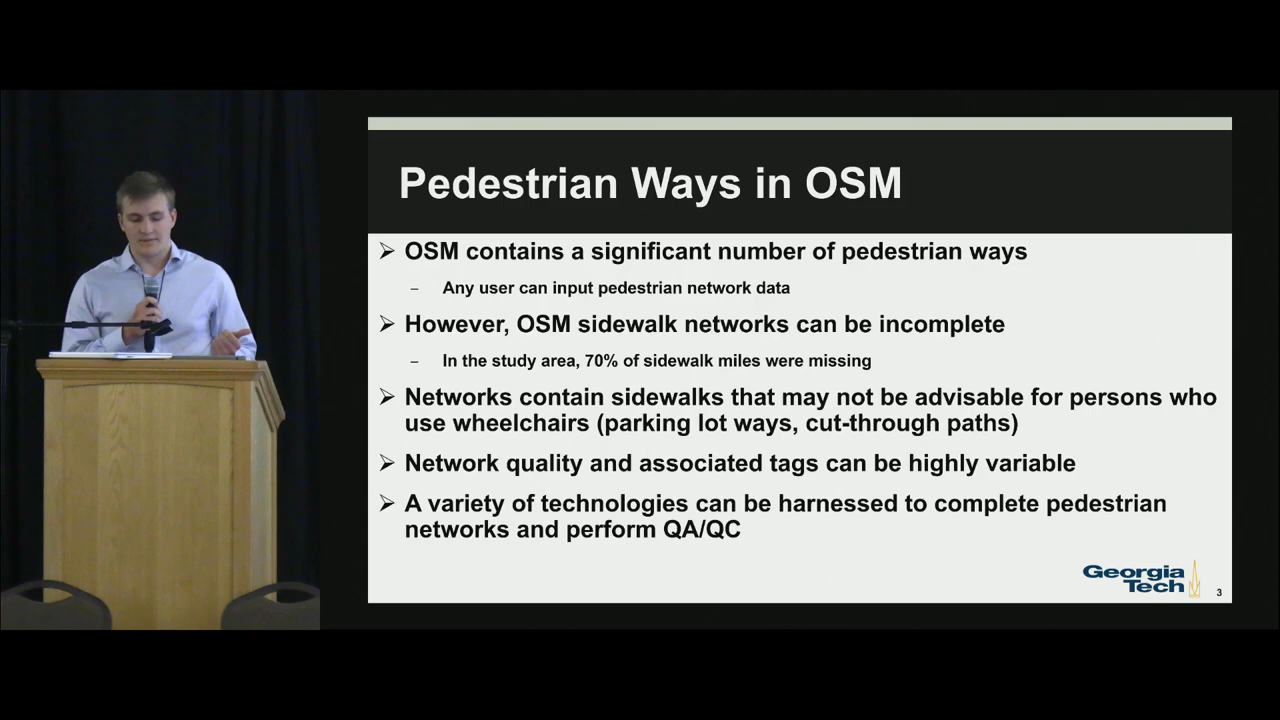 Pedestrian Ways in OSM
➢ OSM contains a significant number of pedestrian ways
– Any user can input pedestrian network data
➢ However, OSM sidewalk networks can be incomplete
– In the study area, 70% of sidewalk miles were missing
➢ Networks contain sidewalks that may not be advisable for persons who
use wheelchairs (parking lot ways, cut-through paths)
➢ Network quality and associated tags can be highly variable
➢ A variety of technologies can be harnessed to complete pedestrian
networks and perform QA/QC
Georgia
Tech
3